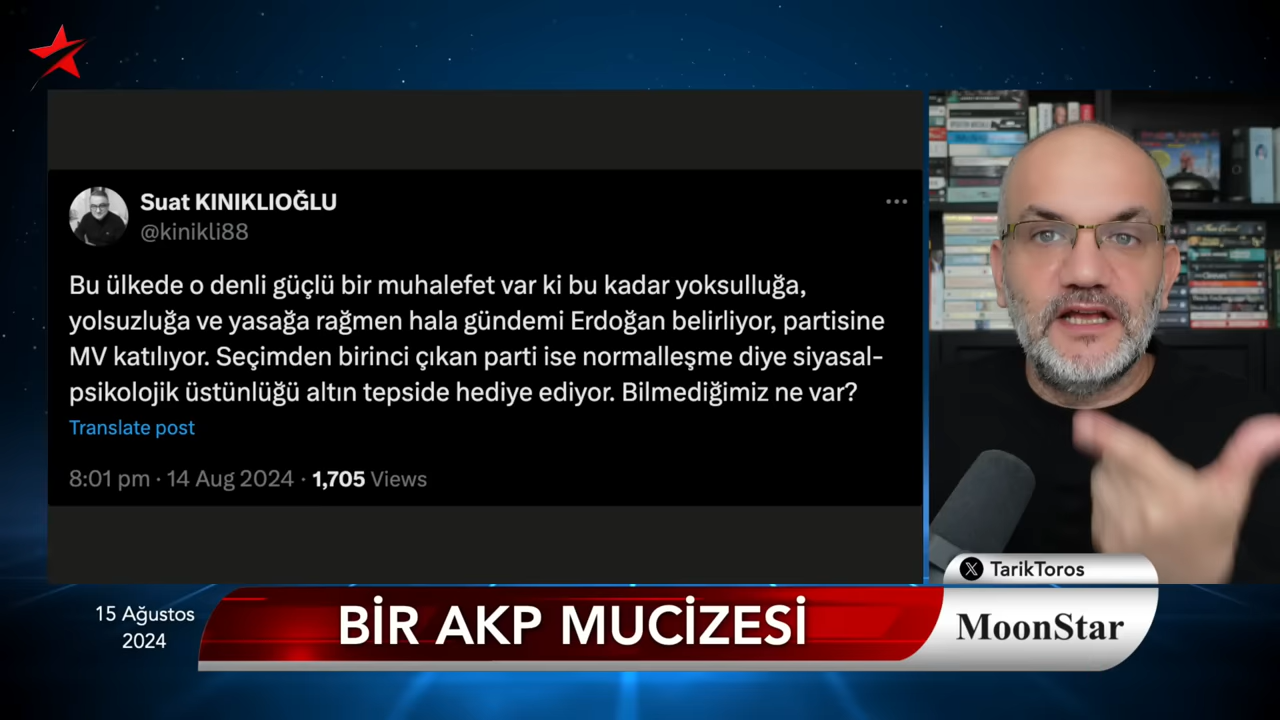 Suat KINIKLIOĞLU
@kinikli88
Bu ülkede o denli güçlü bir muhalefet var ki bu kadar yoksulluğa,
yolsuzluğa ve yasağa rağmen hala gündemi Erdoğan belirliyor, partisine
MV katılıyor. Seçimden birinci çıkan parti ise normalleşme diye siyasal-
psikolojik üstünlüğü altın tepside hediye ediyor. Bilmediğimiz ne var?
Translate post
8:01 pm · 14 Aug 2024 · 1,705 Views
X TarikToros
15 Ağustos
2024
BİR AKP MUCİZESİ
MoonStar